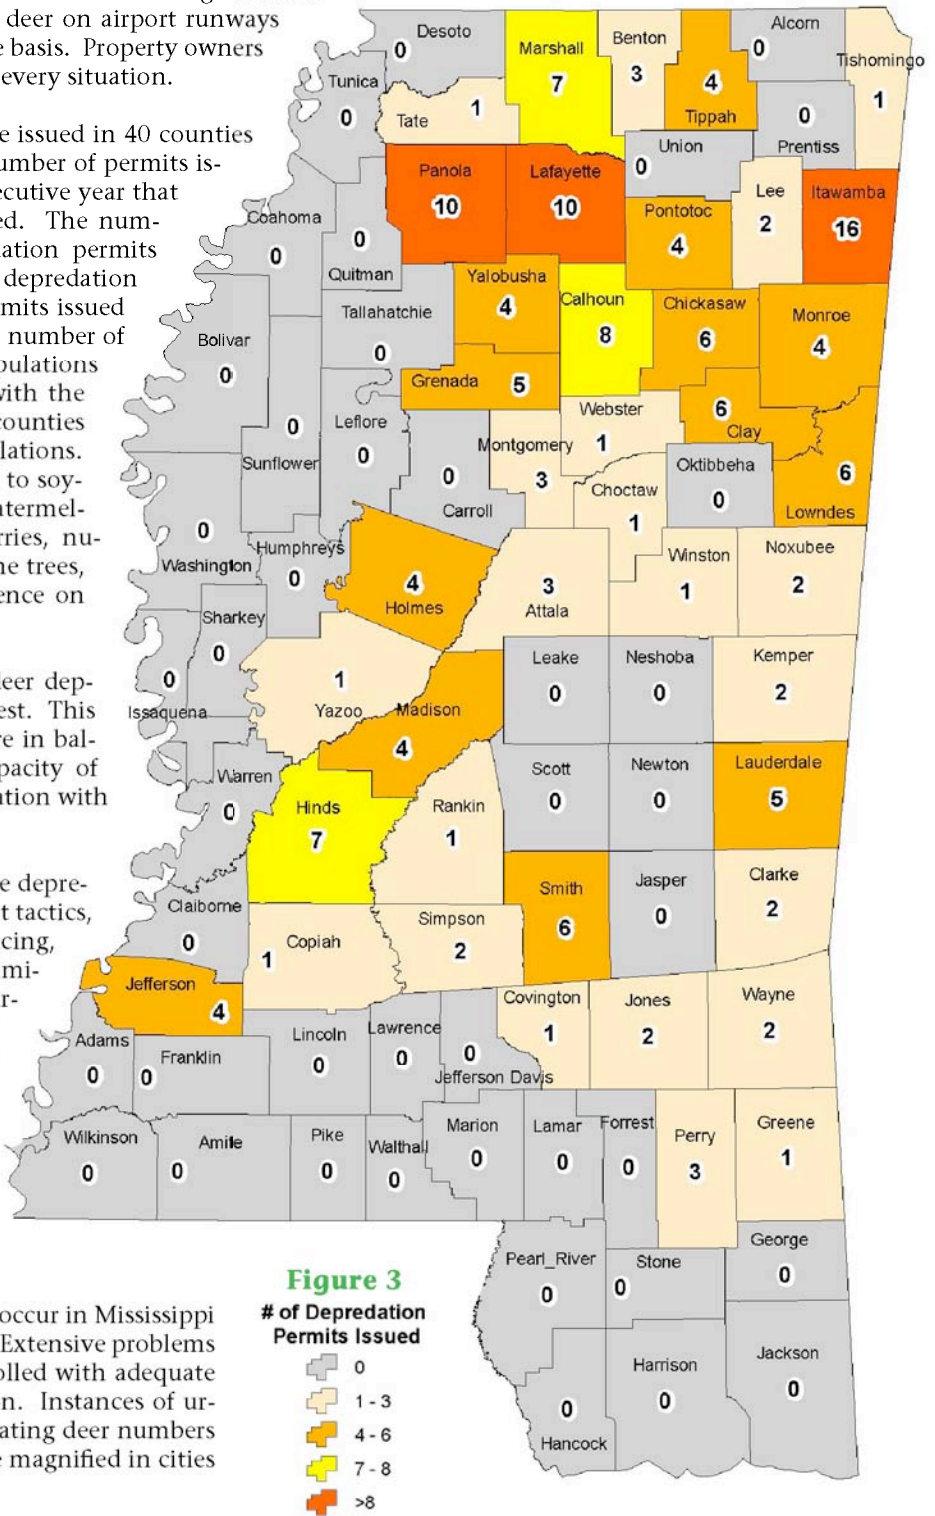 deer on airport runways
e basis. Property owners
every situation.
e issued in 40 counties
umber of permits is-
ecutive year that
ed. The num-
ation permits
depredation
mits issued
number of
pulations
with the
counties
lations.
to soy-
ntermel-
rries, nu-
ne trees,
ence on
deer dep-
est. This
re in bal-
pacity of
ation with
e depre-
t tactics,
cing,
mi-
r-
occur in Mississippi
Extensive problems
olled with adequate
n. Instances of ur-
ating deer numbers
e magnified in cities
Desoto
0
Marshall
7
Benton
3
Tippah
4
Alcorn
0
Tishomingo
1
Tunica
0
Tate
1
Union
0
Prentiss
0
Panola
10
Lafayette
10
Pontotoc
4
Lee
2
Itawamba
16
Coahoma
0
Quitman
0
Tallahatchie
0
Yalobusha
4
Calhoun
8
Chickasaw
6
Monroe
4
Bolivar
0
Sunflower
0
Leflore
0
Grenada
5
Webster
1
Clay
6
Montgomery
3
Carroll
0
Choctaw
1
Oktibbeha
0
Lowndes
6
Washington
0
Humphreys
0
Holmes
4
Attala
3
Winston
1
Noxubee
2
Sharkey
0
Issaquena
0
Yazoo
1
Madison
4
Leake
0
Neshoba
0
Kemper
2
Warren
0
Hinds
7
Rankin
1
Scott
0
Newton
0
Lauderdale
5
Claiborne
0
Copiah
1
Simpson
2
Smith
6
Jasper
0
Clarke
2
Jefferson
4
Adams
0
Franklin
0
Lincoln
0
Lawrence
0
Jefferson Davis
0
Covington
1
Jones
2
Wayne
2
Wilkinson
0
Amite
0
Pike
0
Walthall
0
Marion
0
Lamar
0
Forrest
0
Perry
3
Greene
1
Pearl_River
0
Stone
0
George
0
Hancock
0
Harrison
0
Jackson
0
Figure 3
# of Depredation
Permits Issued
0
1 - 3
4 - 6
7 - 8
>8